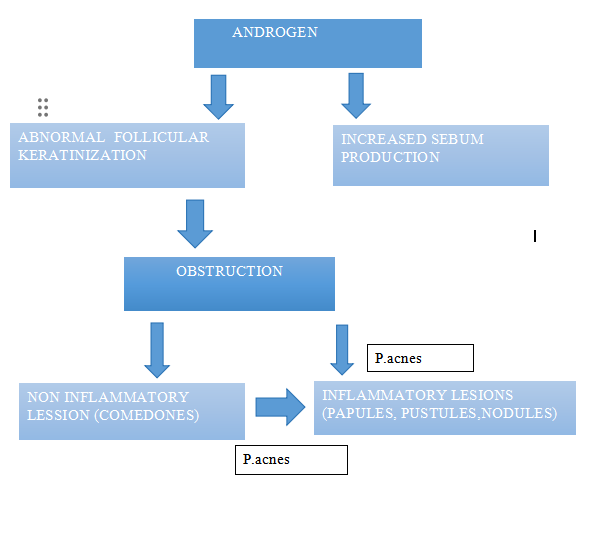 ANDROGEN
ABNORMAL FOLLICULAR
KERATINIZATION
INCREASED SEBUM
PRODUCTION
OBSTRUCTION
P.acnes
NON INFLAMMATORY
LESSION (COMEDONES)
INFLAMMATORY LESIONS
(PAPULES, PUSTULES,NODULES)
P.acnes